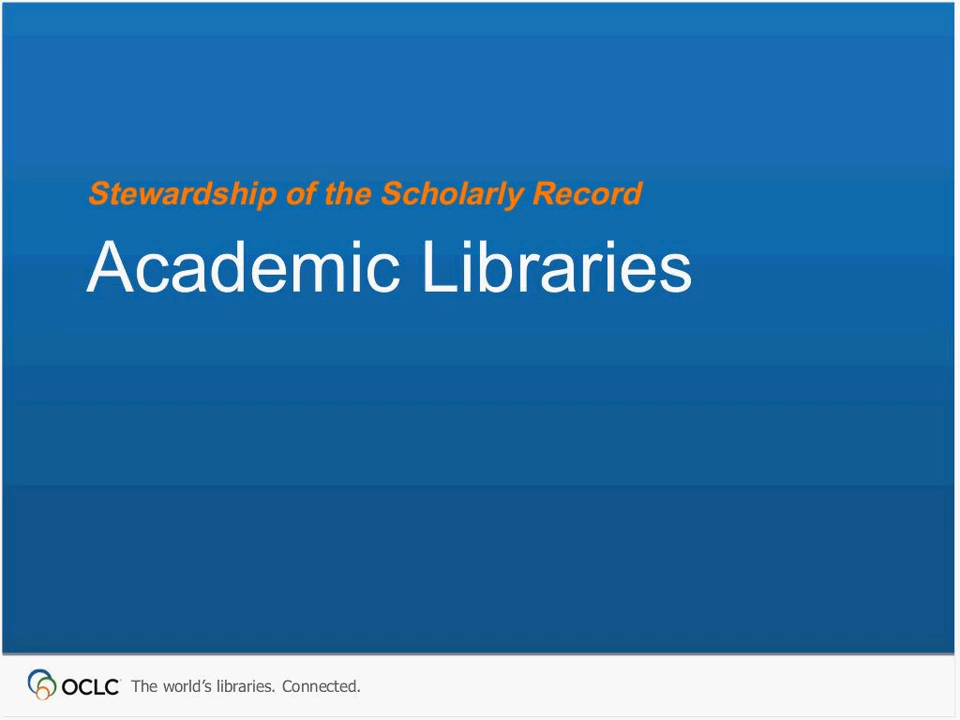 Stewardship of the Scholarly Record
Academic Libraries
OCLC The world's libraries. Connected.